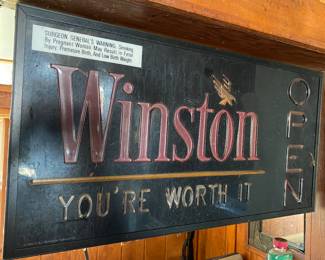 SURGEON GENERAL'S WARNING: Smoking
By Pregnant Women May Result in Fetal
Injury, Premature Birth, And Low Birth Weight.
Winston
YOU'RE WORTH IT
OPEN